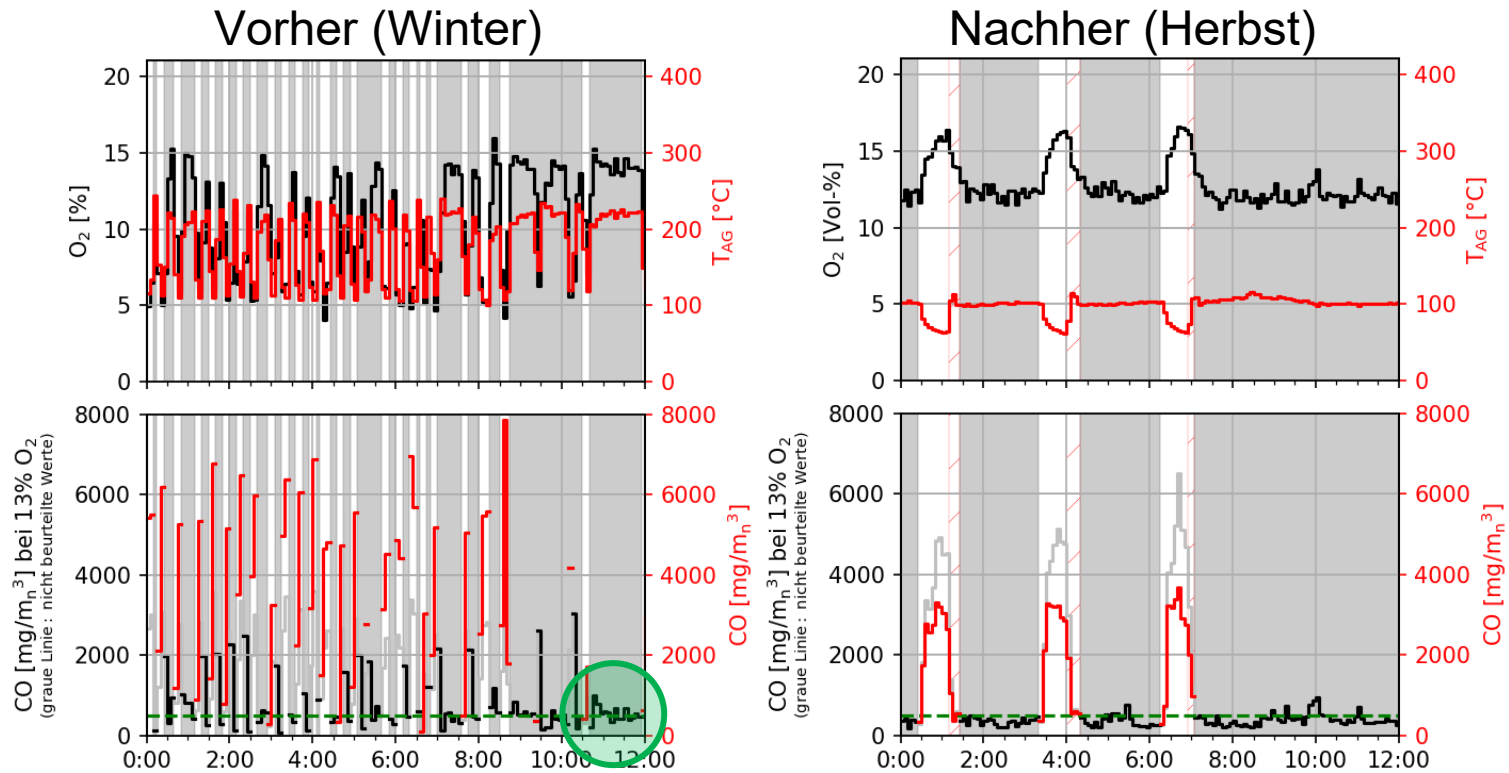 Vorher (Winter)
Nachher (Herbst)
20
15
10
5
0
O₂ [%]
400
300
200
100
0
T_AG [°C]
20
15
10
5
0
O₂ [Vol-%]
400
300
200
100
0
T_AG [°C]
8000
6000
4000
2000
0
CO [mg/mₙ³] bei 13% O₂
(graue Linie : nicht beurteilte Werte)
8000
6000
4000
2000
0
CO [mg/mₙ³]
0:00 2:00 4:00 6:00 8:00 10:00 12:00
8000
6000
4000
2000
0
CO [mg/mₙ³] bei 13% O₂
(graue Linie : nicht beurteilte Werte)
8000
6000
4000
2000
0
CO [mg/mₙ³]
0:00 2:00 4:00 6:00 8:00 10:00 12:00